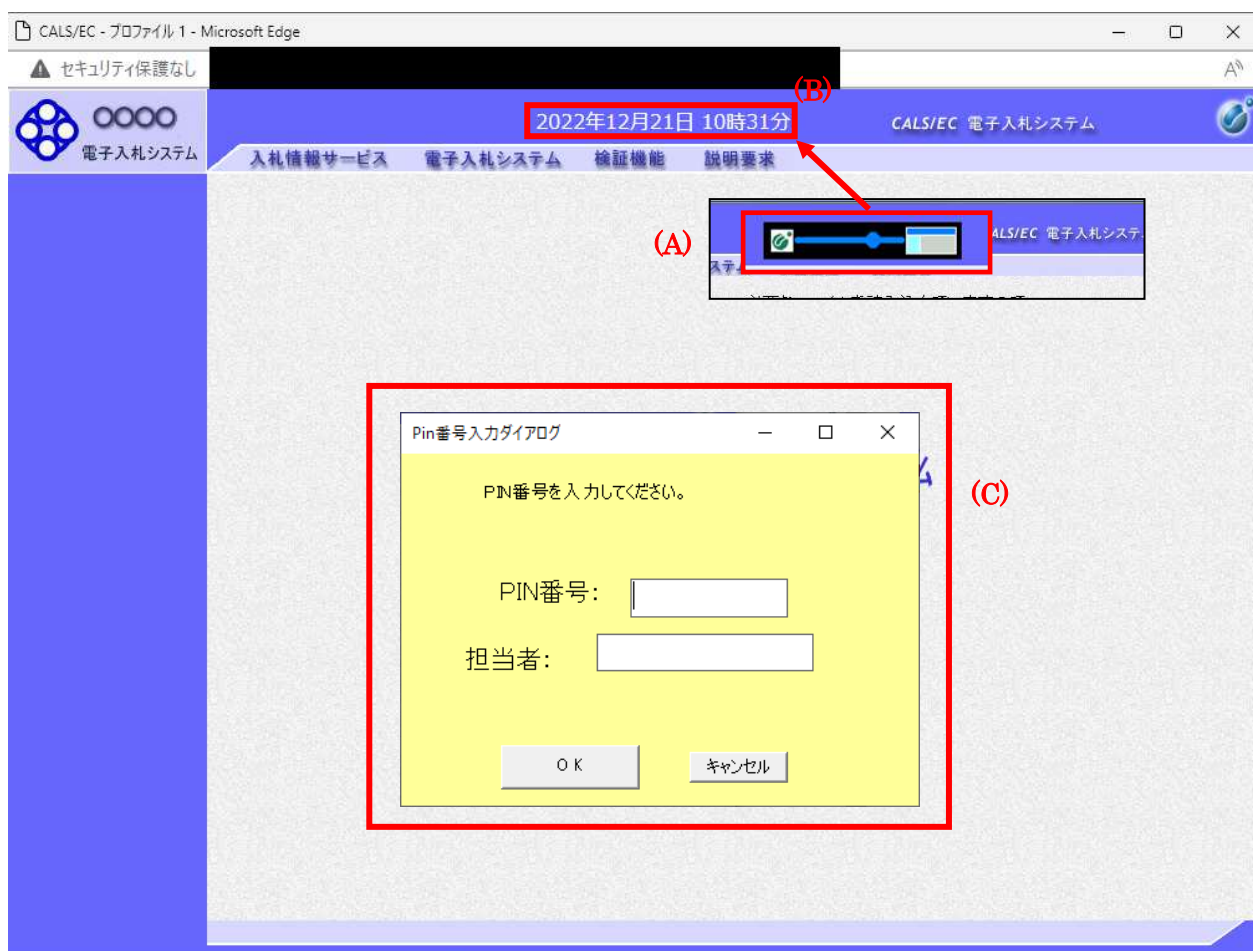 CALS/EC - プロファイル 1 - Microsoft Edge
セキュリティ保護なし
A
(B)
〇〇〇〇
電子入札システム
2022年12月21日 10時31分
CALS/EC 電子入札システム
入札情報サービス 電子入札システム 検証機能 説明要求
(A)
ALS/EC 電子入札システ
ステ
Pin番号入力ダイアログ
PIN番号を入力してください。
ム
(C)
PIN番号:
担当者:
OK
キャンセル